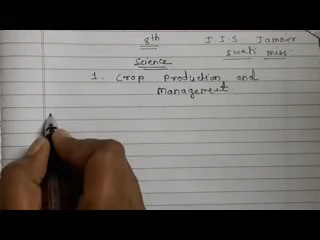 8th J.J.S. Jamner
Swati miss:
Science
1. Crop Production and
Management.